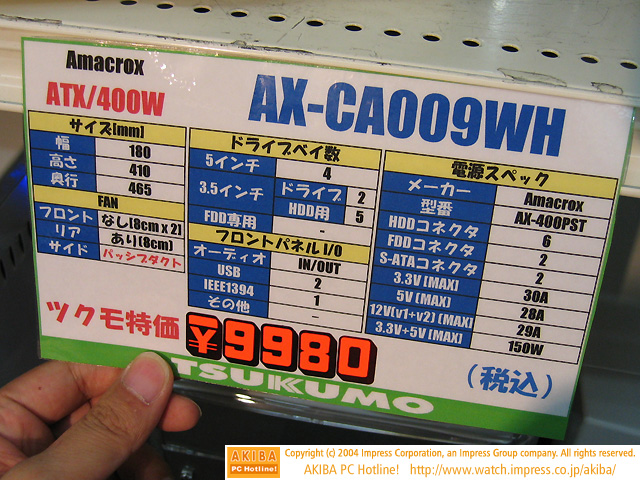 Amacrox
ATX/400W
AX-CA009WH
サイズ[mm]
幅 180
高さ 410
奥行 465
FAN
フロント なし[8cm x 2]
リア あり[8cm]
サイド パッシブダクト
ドライブベイ数
5インチ 4
3.5インチ ドライブ 2
HDD用 5
FDD専用 -
フロントパネル I/O
オーディオ IN/OUT
USB 2
IEEE1394 1
その他 -
電源スペック
メーカー Amacrox
型番 AX-400PST
HDDコネクタ 6
FDDコネクタ 2
S-ATAコネクタ 2
3.3V [MAX] 30A
5V [MAX] 28A
12V(v1+v2) [MAX] 29A
3.3V+5V [MAX] 150W
ツクモ特価 ¥9980
(税込)
TSUKUMO
AKIBA
PC Hotline!
Copyright (c) 2004 Impress Corporation, an Impress Group company. All rights reserved.
AKIBA PC Hotline! http://www.watch.impress.co.jp/akiba/